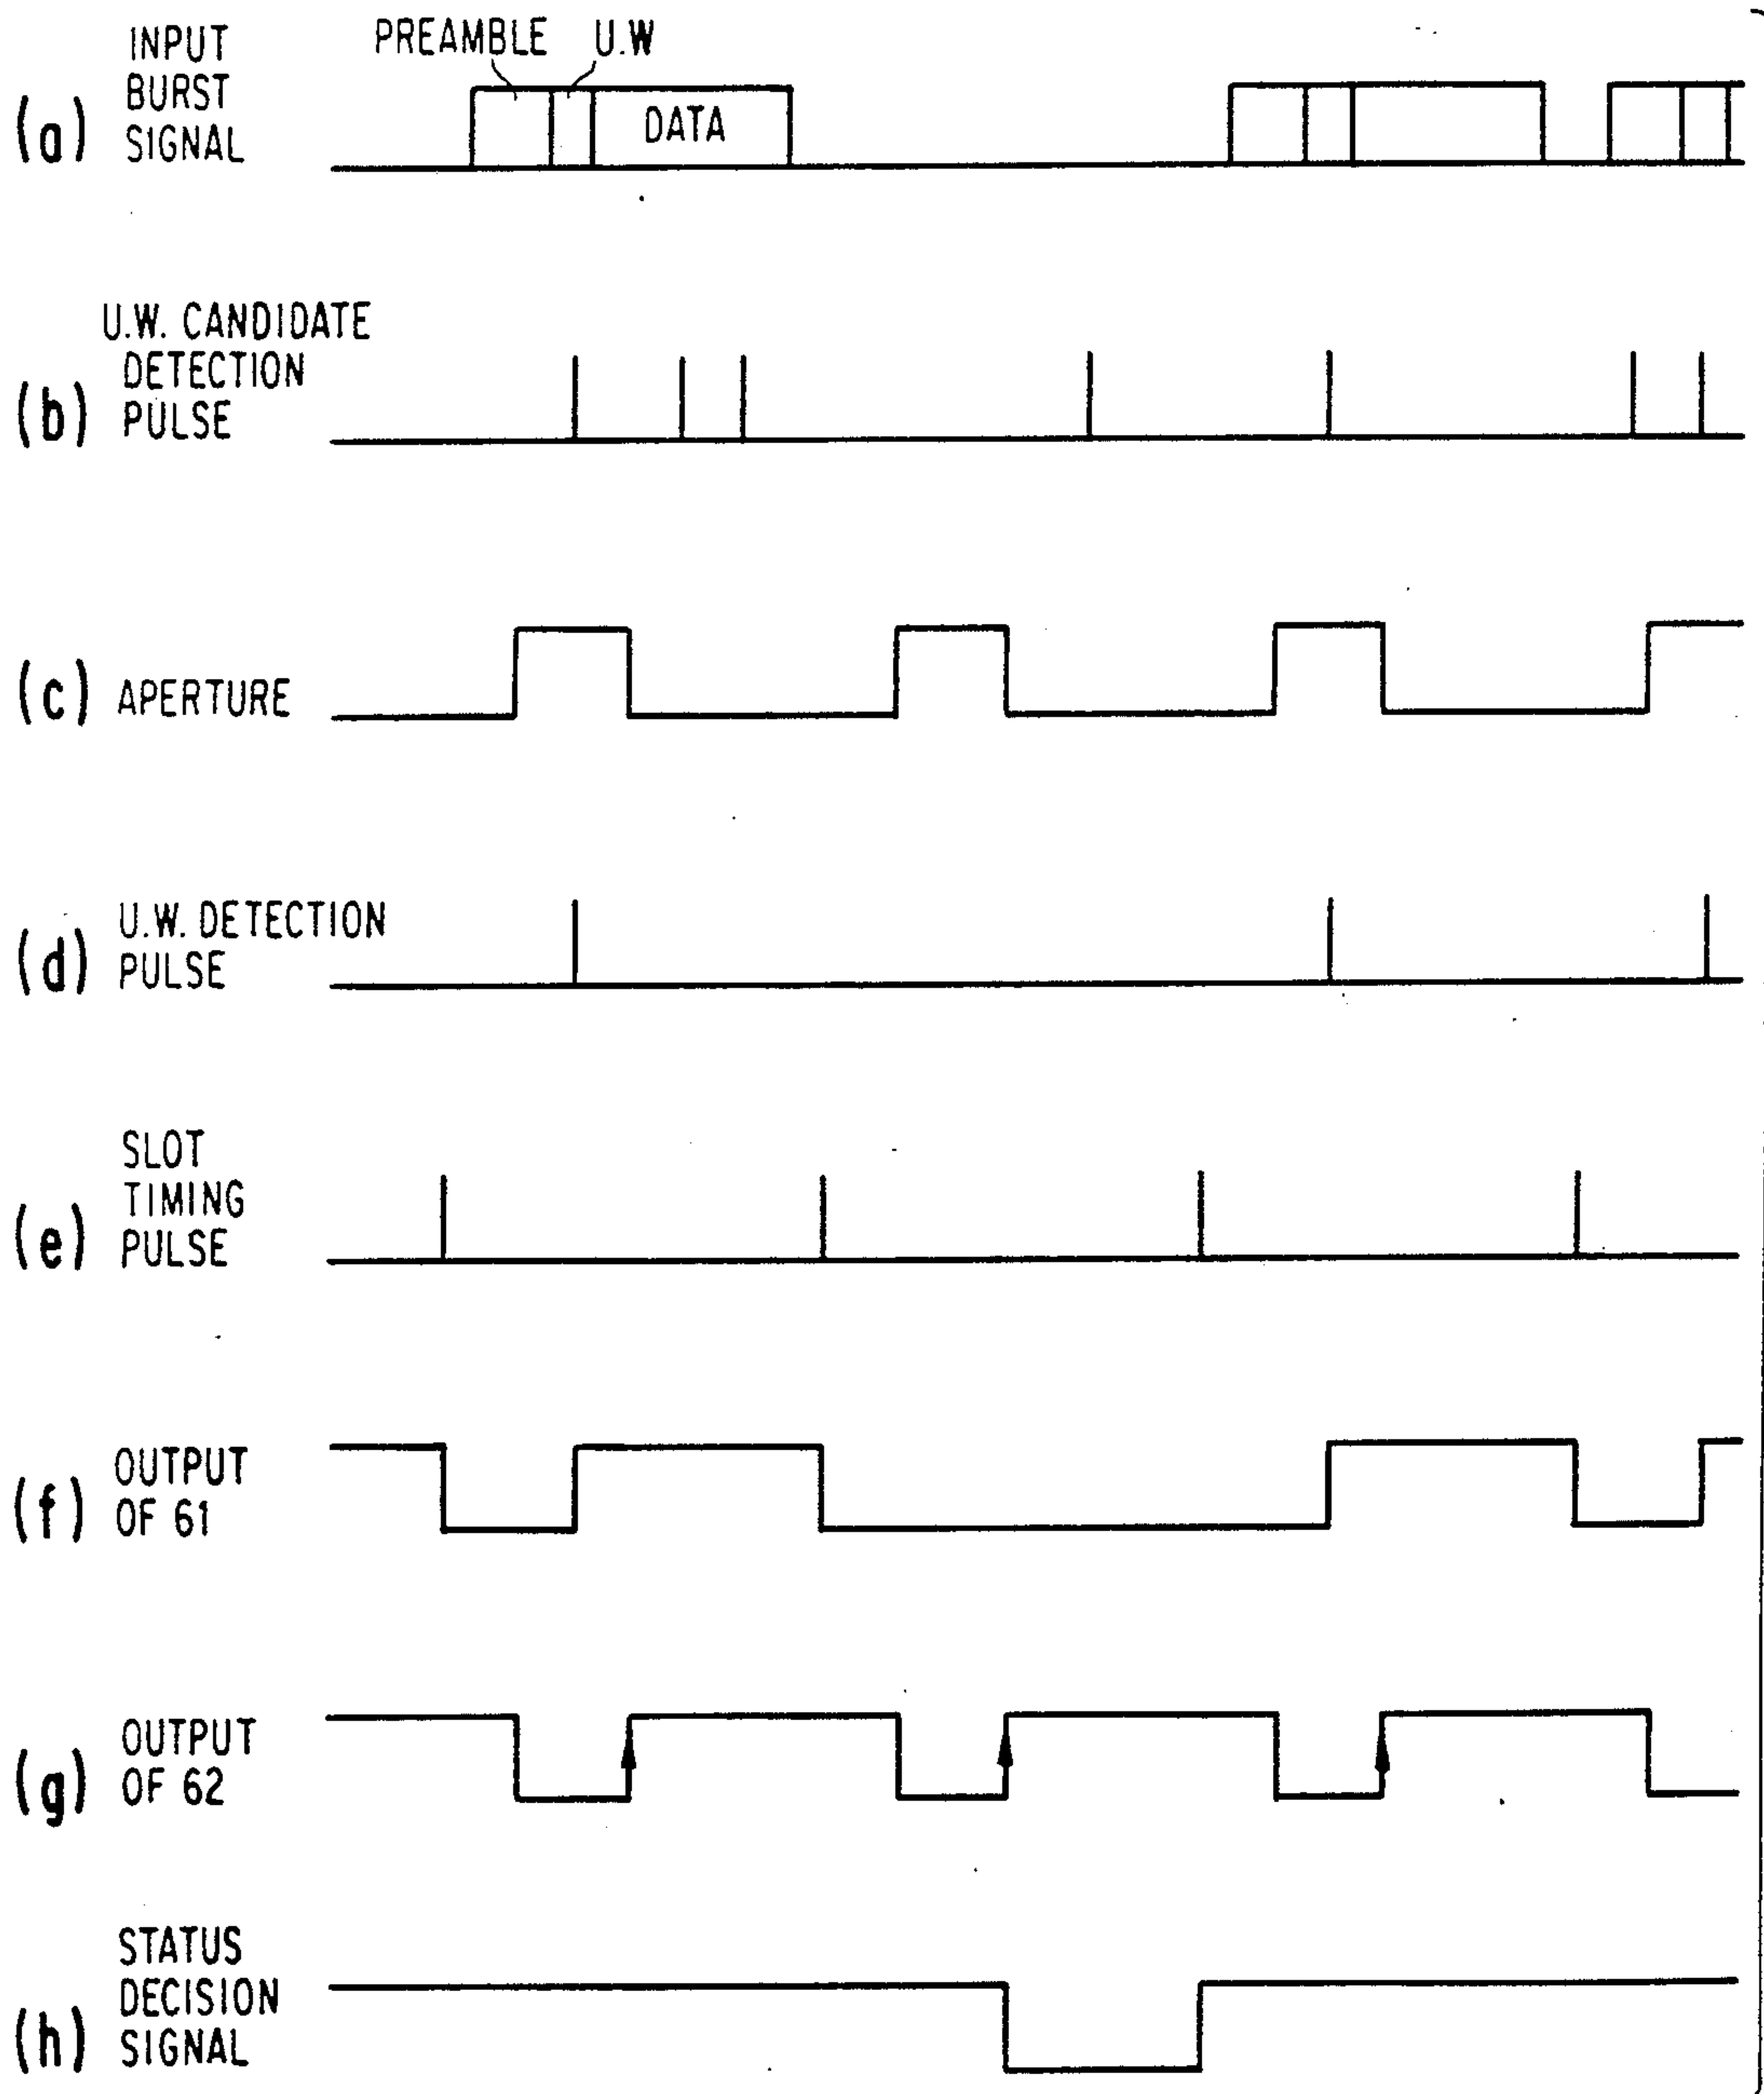 INPUT
BURST
SIGNAL
(a)
PREAMBLE U.W
DATA
U.W. CANDIDATE
DETECTION
PULSE
(b)
(c) APERTURE
U.W. DETECTION
PULSE
(d)
SLOT
TIMING
PULSE
(e)
OUTPUT
OF 61
(f)
OUTPUT
OF 62
(g)
STATUS
DECISION
SIGNAL
(h)